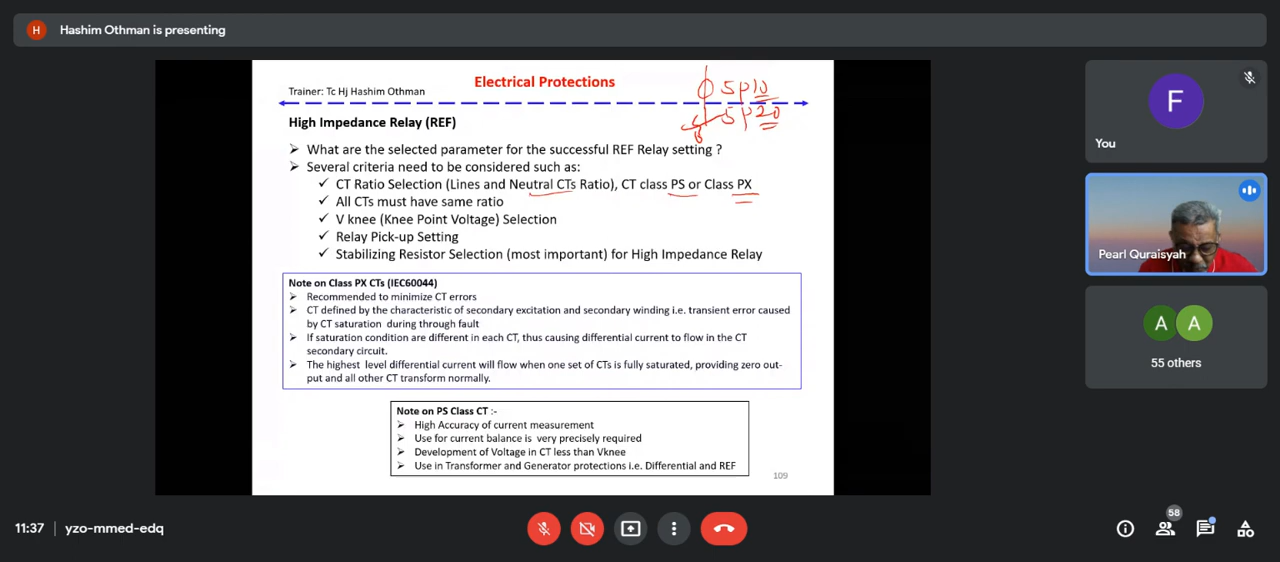 H Hashim Othman is presenting
Electrical Protections
Trainer: Tc Hj Hashim Othman
5p10
5p20
High Impedance Relay (REF)
What are the selected parameter for the successful REF Relay setting ?
Several criteria need to be considered such as:
CT Ratio Selection (Lines and Neutral CTs Ratio), CT class PS or Class PX
All CTs must have same ratio
V knee (Knee Point Voltage) Selection
Relay Pick-up Setting
Stabilizing Resistor Selection (most important) for High Impedance Relay
Note on Class PX CTs (IEC60044)
Recommended to minimize CT errors
CT defined by the characteristic of secondary excitation and secondary winding i.e. transient error caused
by CT saturation during through fault
If saturation condition are different in each CT, thus causing differential current to flow in the CT
secondary circuit.
The highest level differential current will flow when one set of CTs is fully saturated, providing zero out-
put and all other CT transform normally.
Note on PS Class CT :-
High Accuracy of current measurement
Use for current balance is very precisely required
Development of Voltage in CT less than Vknee
Use in Transformer and Generator protections i.e. Differential and REF
109
F
You
Pearl Quraisyah
A A
55 others
11:37 | yzo-mmed-edq
58